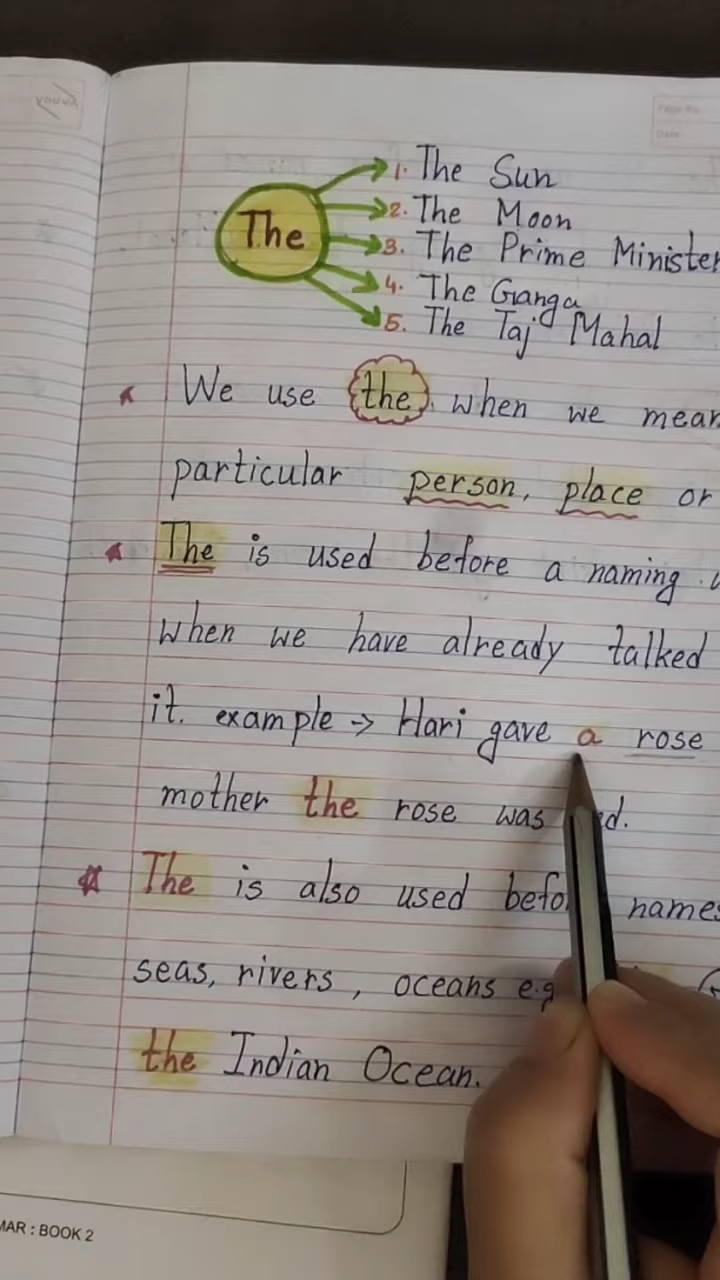 The
1. The Sun
2. The Moon
3. The Prime Minister
4. The Ganga
5. The Taj Mahal
We use the when we mean
particular person, place or
The is used before a naming
when we have already talked
it. example → Hari gave a rose
mother the rose was
The is also used names
seas, rivers, oceans e.g
the Indian Ocean.
MAR : BOOK 2